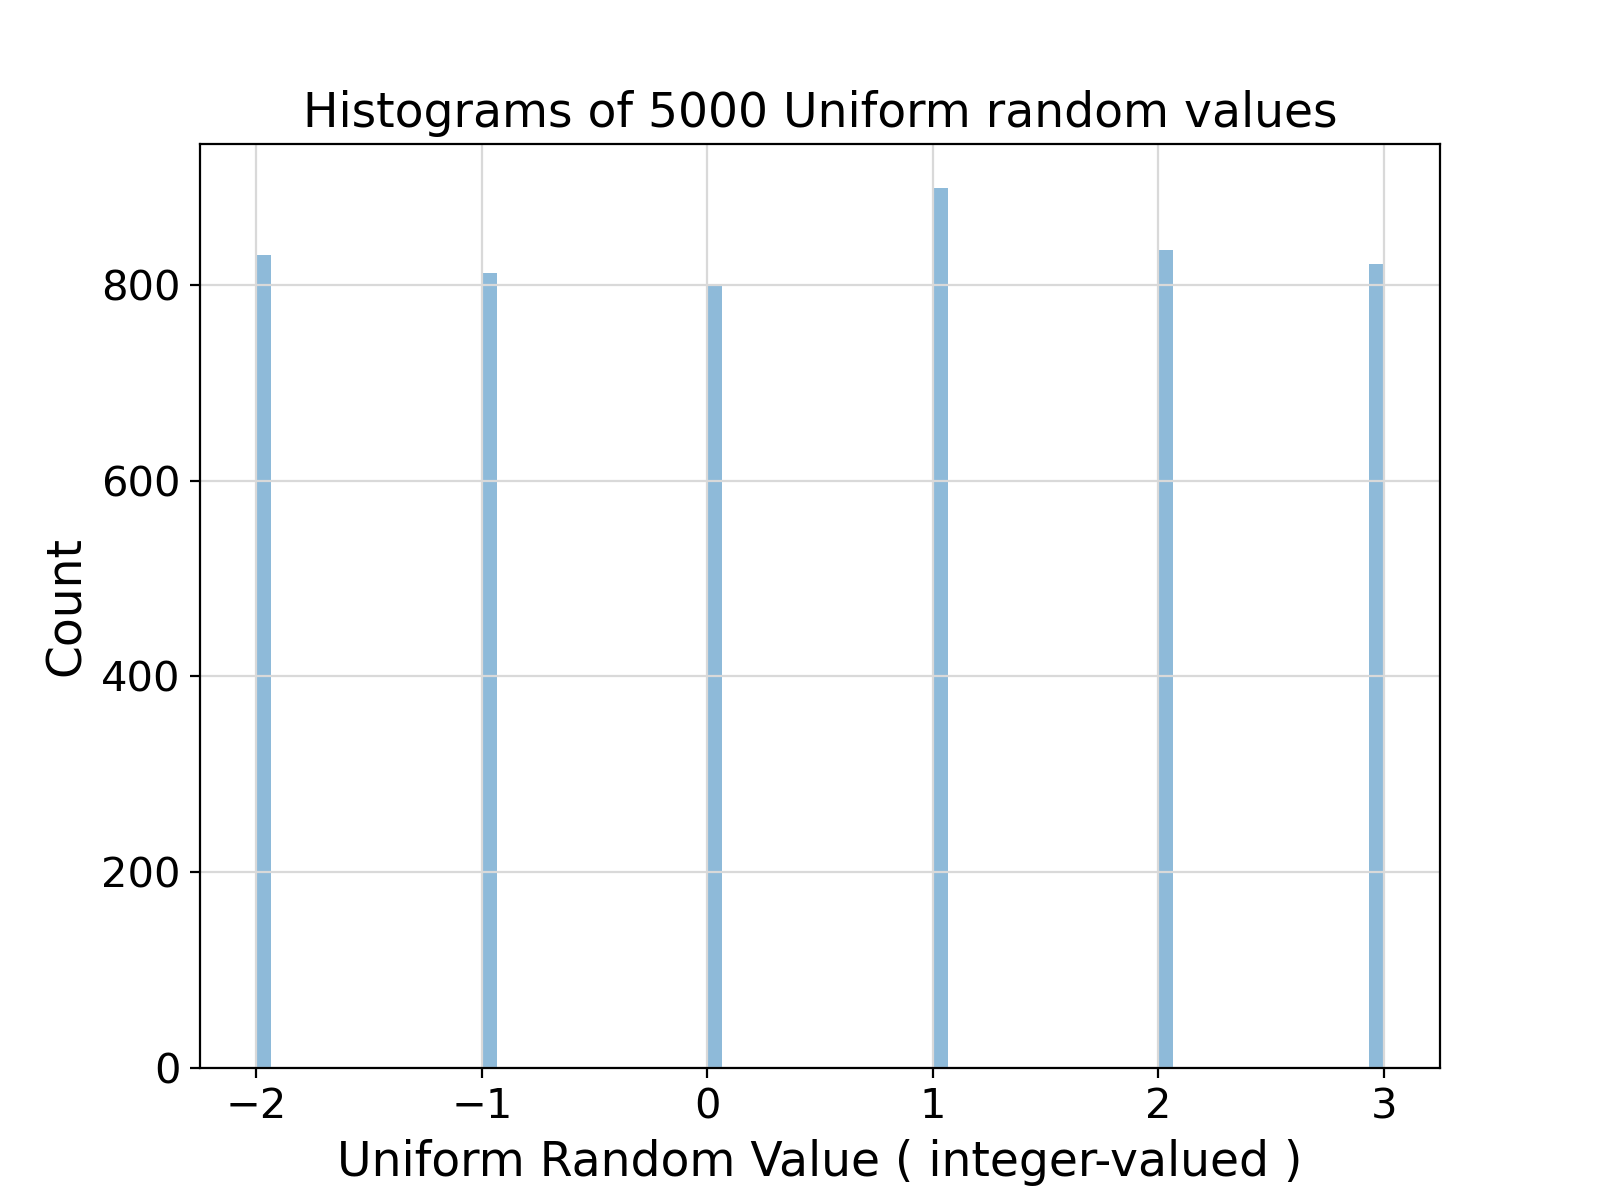 Histograms of 5000 Uniform random values
800
600
400
200
0
Count
−2 −1 0 1 2 3
Uniform Random Value ( integer-valued )